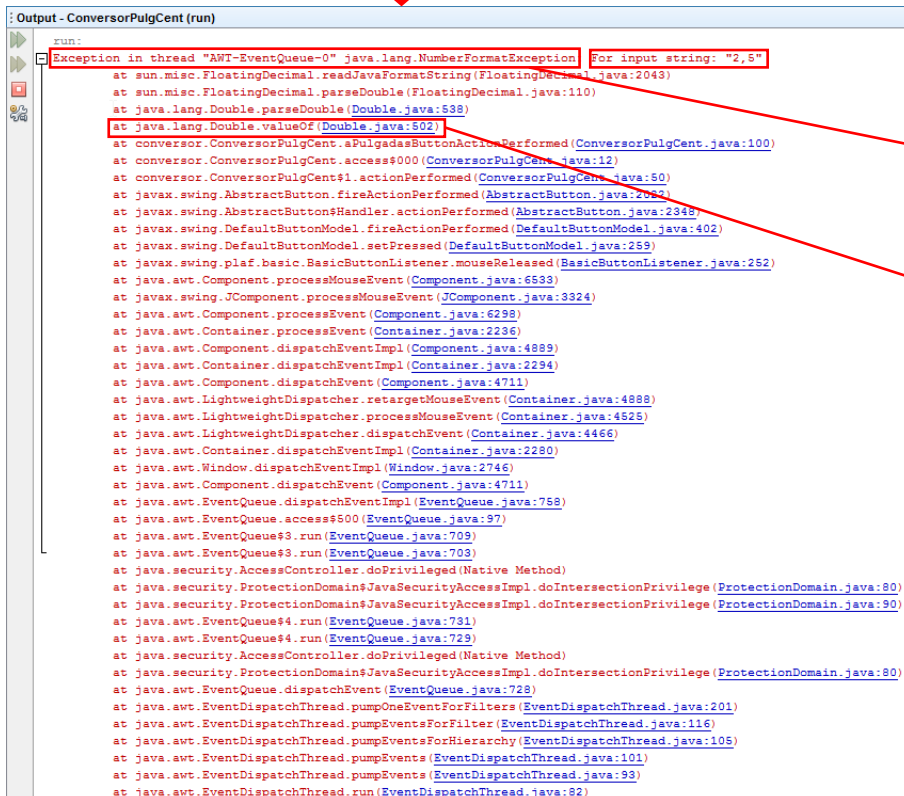 Output - ConversorPulgCent (run)
run:
Exception in thread "AWT-EventQueue-0" java.lang.NumberFormatException: For input string: "2,5"
at sun.misc.FloatingDecimal.readJavaFormatString(FloatingDecimal.java:2043)
at sun.misc.FloatingDecimal.parseDouble(FloatingDecimal.java:110)
at java.lang.Double.parseDouble(Double.java:538)
at java.lang.Double.valueOf(Double.java:502)
at conversor.ConversorPulgCent.aPulgadasButtonActionPerformed(ConversorPulgCent.java:100)
at conversor.ConversorPulgCent.access$000(ConversorPulgCent.java:12)
at conversor.ConversorPulgCent$1.actionPerformed(ConversorPulgCent.java:50)
at javax.swing.AbstractButton.fireActionPerformed(AbstractButton.java:2022)
at javax.swing.AbstractButton$Handler.actionPerformed(AbstractButton.java:2348)
at javax.swing.DefaultButtonModel.fireActionPerformed(DefaultButtonModel.java:402)
at javax.swing.DefaultButtonModel.setPressed(DefaultButtonModel.java:259)
at javax.swing.plaf.basic.BasicButtonListener.mouseReleased(BasicButtonListener.java:252)
at java.awt.Component.processMouseEvent(Component.java:6533)
at javax.swing.JComponent.processMouseEvent(JComponent.java:3324)
at java.awt.Component.processEvent(Component.java:6298)
at java.awt.Container.processEvent(Container.java:2236)
at java.awt.Component.dispatchEventImpl(Component.java:4889)
at java.awt.Container.dispatchEventImpl(Container.java:2294)
at java.awt.Component.dispatchEvent(Component.java:4711)
at java.awt.LightweightDispatcher.retargetMouseEvent(Container.java:4888)
at java.awt.LightweightDispatcher.processMouseEvent(Container.java:4525)
at java.awt.LightweightDispatcher.dispatchEvent(Container.java:4466)
at java.awt.Container.dispatchEventImpl(Container.java:2280)
at java.awt.Window.dispatchEventImpl(Window.java:2746)
at java.awt.Component.dispatchEvent(Component.java:4711)
at java.awt.EventQueue.dispatchEventImpl(EventQueue.java:758)
at java.awt.EventQueue.access$500(EventQueue.java:97)
at java.awt.EventQueue$3.run(EventQueue.java:709)
at java.awt.EventQueue$3.run(EventQueue.java:703)
at java.security.AccessController.doPrivileged(Native Method)
at java.security.ProtectionDomain$JavaSecurityAccessImpl.doIntersectionPrivilege(ProtectionDomain.java:80)
at java.security.ProtectionDomain$JavaSecurityAccessImpl.doIntersectionPrivilege(ProtectionDomain.java:90)
at java.awt.EventQueue$4.run(EventQueue.java:731)
at java.awt.EventQueue$4.run(EventQueue.java:729)
at java.security.AccessController.doPrivileged(Native Method)
at java.security.ProtectionDomain$JavaSecurityAccessImpl.doIntersectionPrivilege(ProtectionDomain.java:80)
at java.awt.EventQueue.dispatchEvent(EventQueue.java:728)
at java.awt.EventDispatchThread.pumpOneEventForFilters(EventDispatchThread.java:201)
at java.awt.EventDispatchThread.pumpEventsForFilter(EventDispatchThread.java:116)
at java.awt.EventDispatchThread.pumpEventsForHierarchy(EventDispatchThread.java:105)
at java.awt.EventDispatchThread.pumpEvents(EventDispatchThread.java:101)
at java.awt.EventDispatchThread.pumpEvents(EventDispatchThread.java:93)
at java.awt.EventDispatchThread.run(EventDispatchThread.java:82)